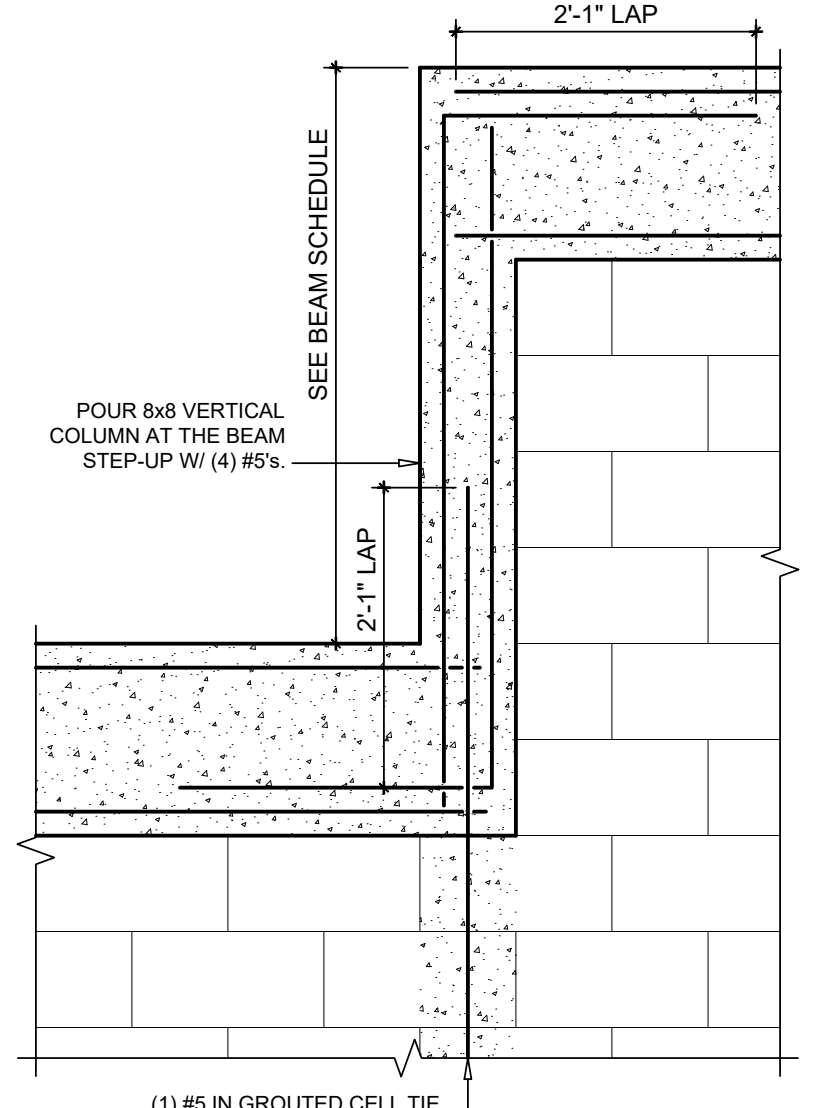 2'-1" LAP
SEE BEAM SCHEDULE
POUR 8x8 VERTICAL
COLUMN AT THE BEAM
STEP-UP W/ (4) #5's.
2'-1" LAP
(1) #5 IN GROUTED CELL TIE